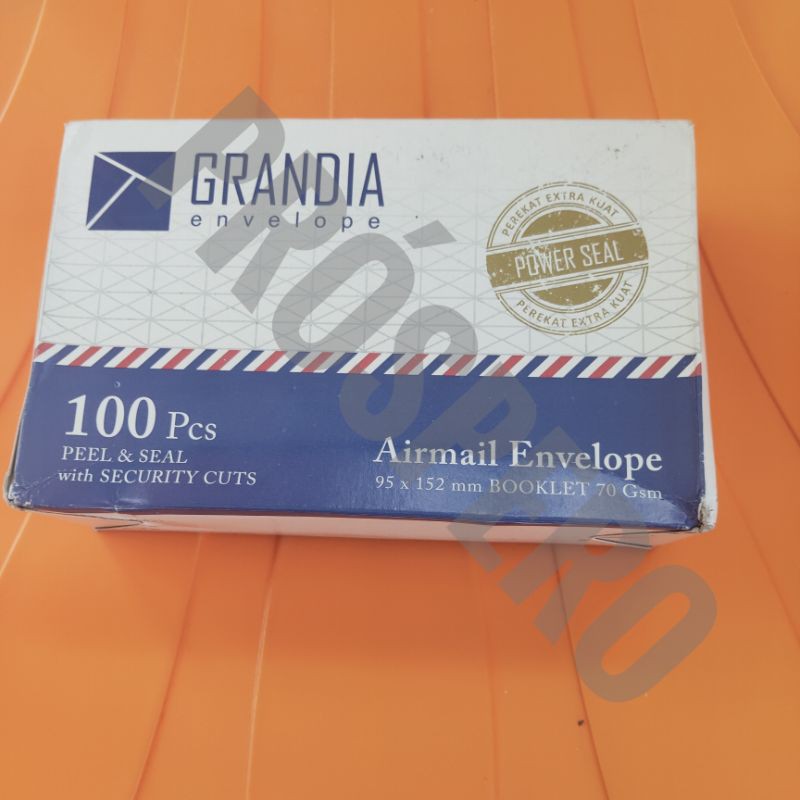 GRANDIA
envelope
PEREKAT EXTRA KUAT
POWER SEAL
PEREKAT EXTRA KUAT
100 Pcs
PEEL & SEAL
with SECURITY CUTS
Airmail Envelope
95 x 152 mm BOOKLET 70 Gsm
PRÓSPERO